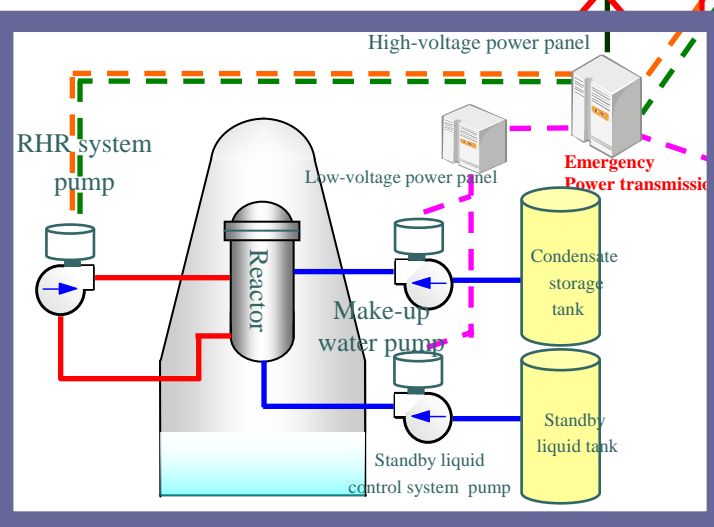 High-voltage power panel
RHR system
pump
Low-voltage power panel
Emergency
Power transmissio
Reactor
Condensate
storage
tank
Make-up
water pump
Standby
liquid tank
Standby liquid
control system pump